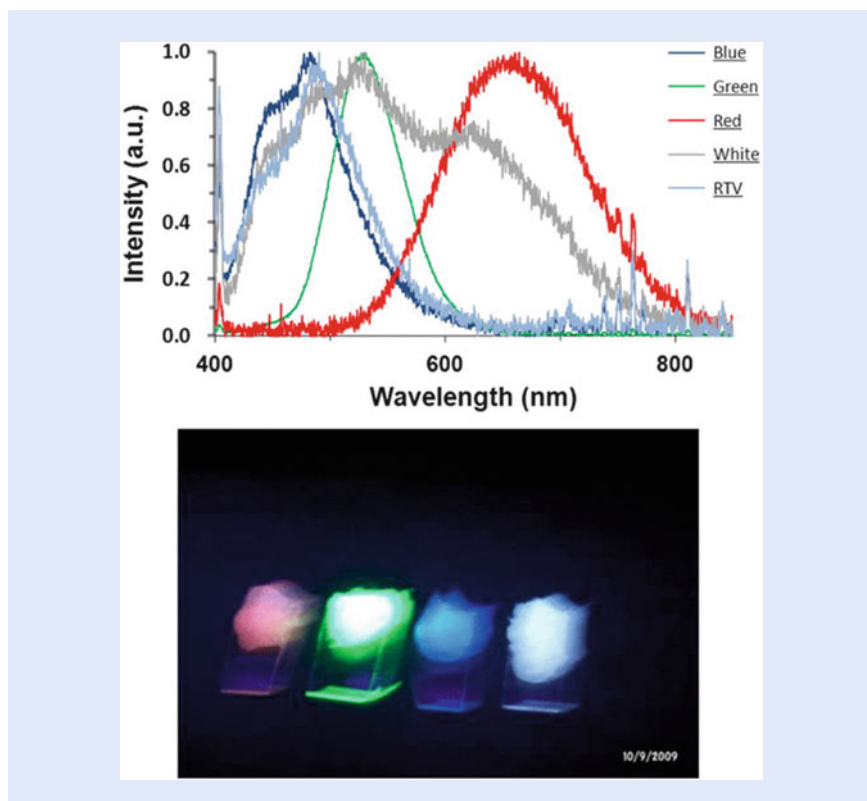 1.0
0.8
0.6
0.4
0.2
0.0
Intensity (a.u.)
400
600
800
Wavelength (nm)
Blue
Green
Red
White
RTV
10/9/2009